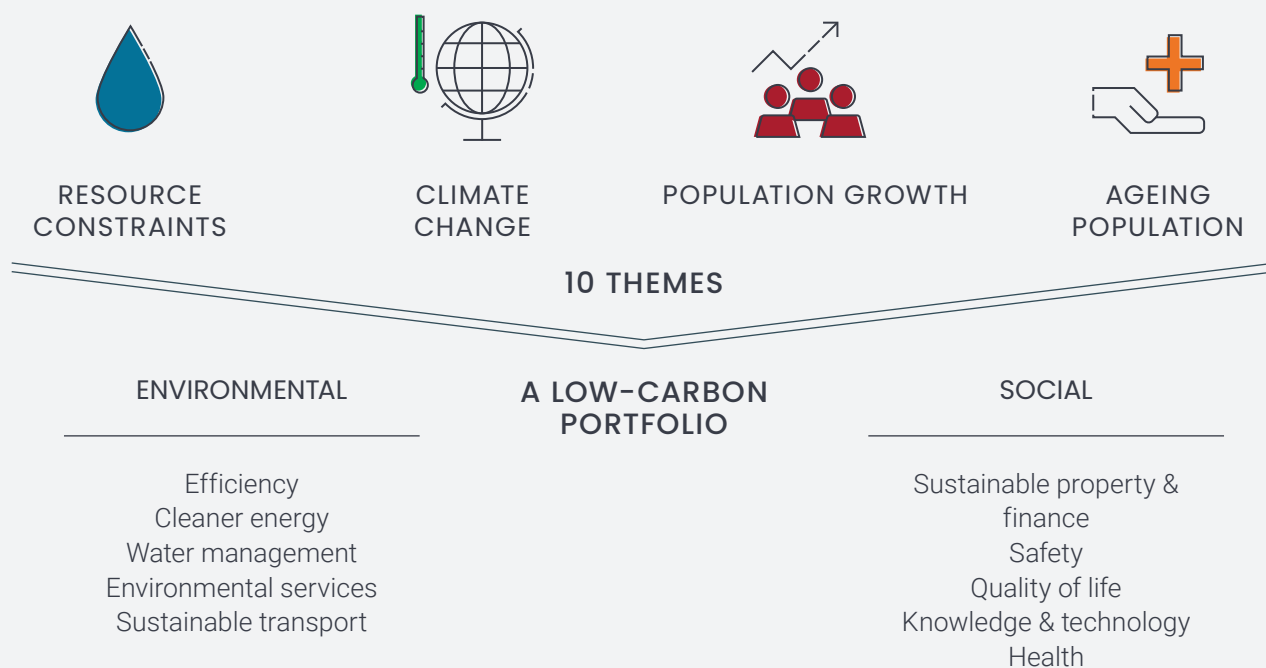 RESOURCE
CONSTRAINTS
CLIMATE
CHANGE
POPULATION GROWTH
AGEING
POPULATION
10 THEMES
ENVIRONMENTAL
Efficiency
Cleaner energy
Water management
Environmental services
Sustainable transport
A LOW-CARBON
PORTFOLIO
SOCIAL
Sustainable property &
finance
Safety
Quality of life
Knowledge & technology
Health